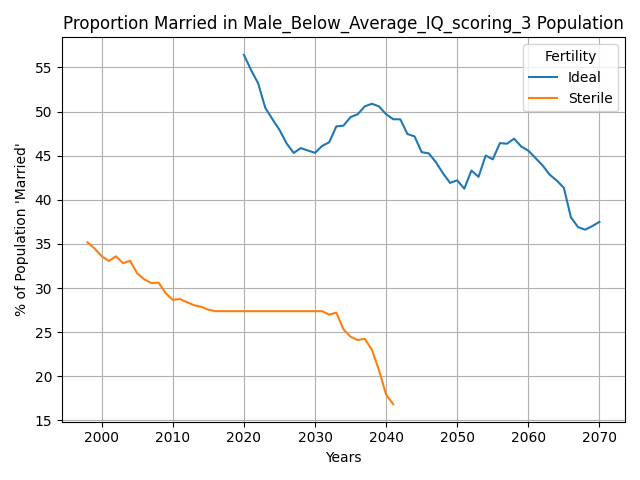 Proportion Married in Male_Below_Average_IQ_scoring_3 Population
% of Population 'Married'
55
50
45
40
35
30
25
20
15
Fertility
Ideal
Sterile
2000 2010 2020 2030 2040 2050 2060 2070
Years